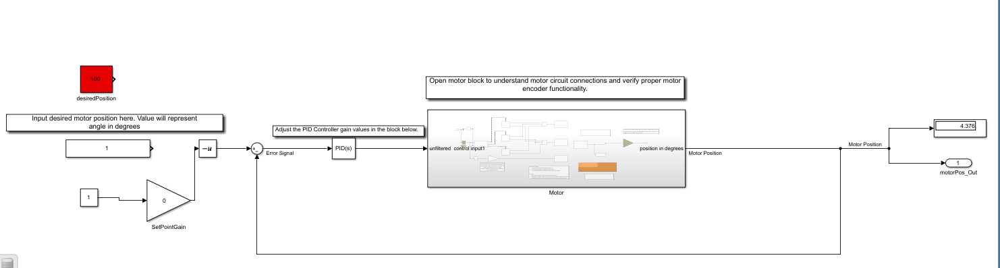 100
desiredPosition
Input desired motor position here. Value will represent
angle in degrees
1
1
0
SetPointGain
-u
+
-
Error Signal
Adjust the PID Controller gain values in the block below.
PID(s)
Open motor block to understand motor circuit connections and verify proper motor
encoder functionality.
unfiltered control input1
position in degrees
Motor
Motor Position
Motor Position
4.376
1
motorPos_Out